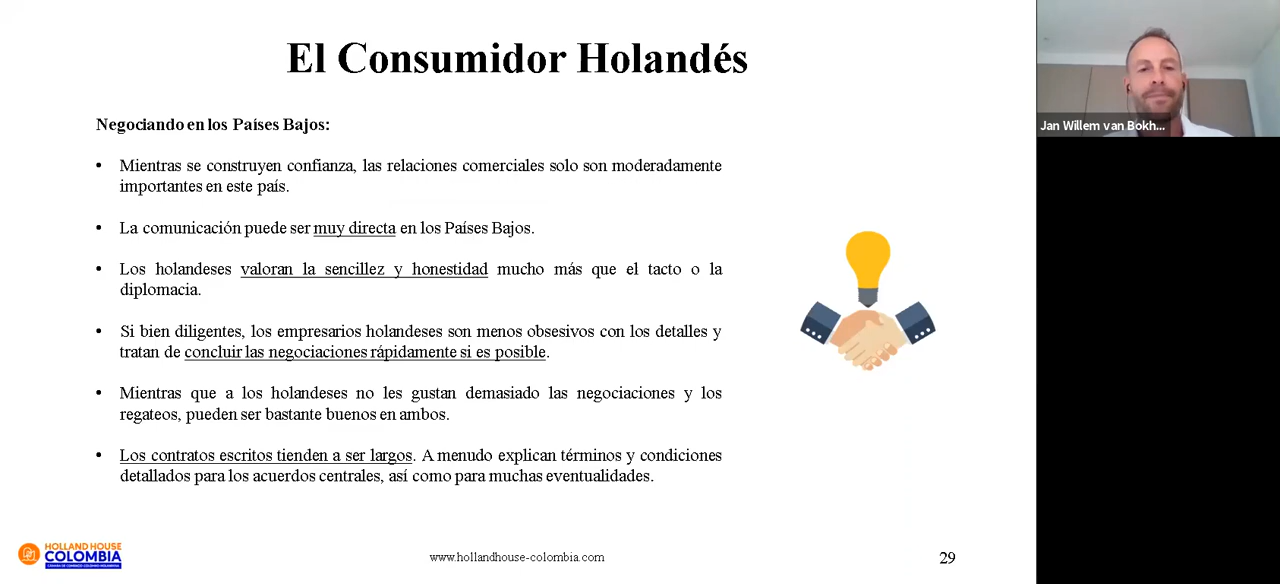 El Consumidor Holandés
Negociando en los Países Bajos:
• Mientras se construyen confianza, las relaciones comerciales solo son moderadamente
importantes en este país.
• La comunicación puede ser muy directa en los Países Bajos.
• Los holandeses valoran la sencillez y honestidad mucho más que el tacto o la
diplomacia.
• Si bien diligentes, los empresarios holandeses son menos obsesivos con los detalles y
tratan de concluir las negociaciones rápidamente si es posible.
• Mientras que a los holandeses no les gustan demasiado las negociaciones y los
regateos, pueden ser bastante buenos en ambos.
• Los contratos escritos tienden a ser largos. A menudo explican términos y condiciones
detallados para los acuerdos centrales, así como para muchas eventualidades.
HOLLAND HOUSE
COLOMBIA
CÁMARA DE COMERCIO COLOMBO-HOLANDESA
www.hollandhouse-colombia.com
29
Jan Willem van Bokh...